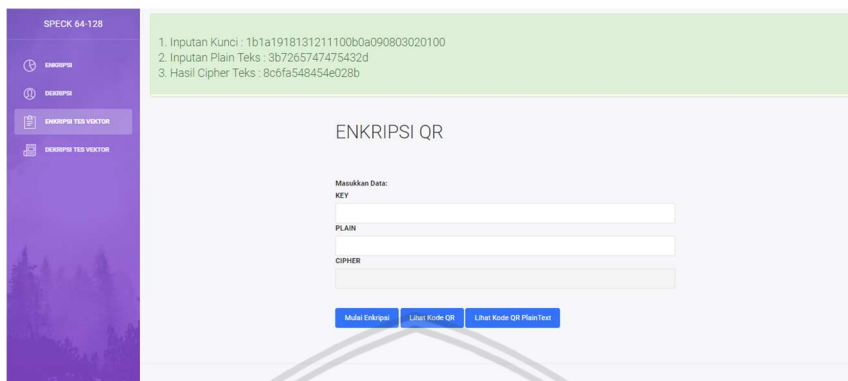 SPECK 64-128
ENKRIPSI
DEKRIPSI
ENKRIPSI TES VEKTOR
DEKRIPSI TES VEKTOR
1. Inputan Kunci : 1b1a1918131211100b0a090803020100
2. Inputan Plain Teks : 3b7265747475432d
3. Hasil Cipher Teks : 8c6fa548454e028b
ENKRIPSI QR
Masukkan Data:
KEY
PLAIN
CIPHER
Mulai Enkripsi Lihat Kode QR Lihat Kode QR PlainText